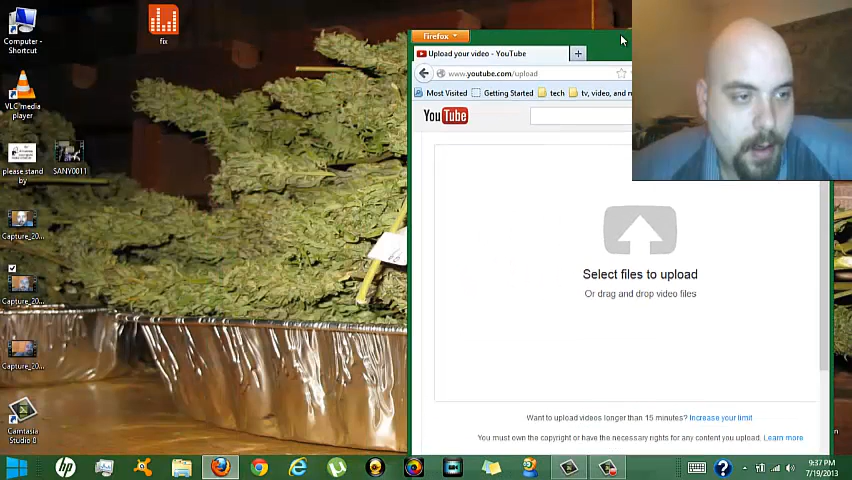 Computer -
Shortcut
fix
VLC media
player
please stand
by
SANY0011
Capture_20...
Capture_20...
Capture_20...
Camtasia
Studio 8
Firefox
Upload your video - YouTube
www.youtube.com/upload
Most Visited
Getting Started
tech
tv, video, and m
YouTube
Select files to upload
Or drag and drop video files
Want to upload videos longer than 15 minutes? Increase your limit
You must own the copyright or have the necessary rights for any content you upload. Learn more
9:37 PM
7/19/2013